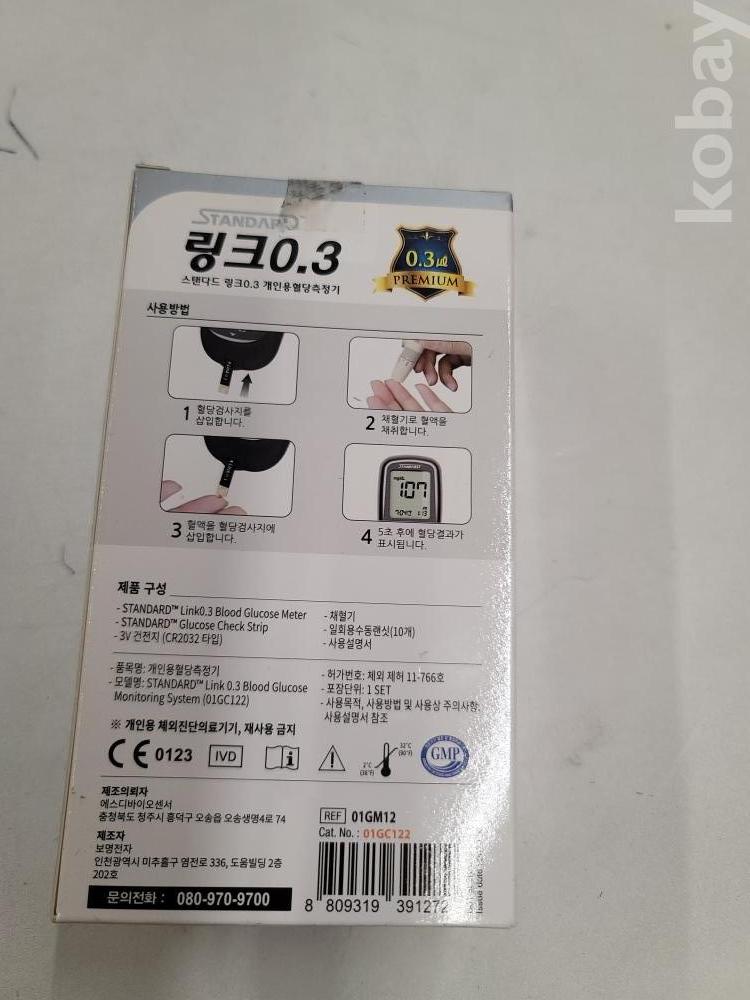 kobay
STANDARD
링크0.3
스탠다드 링크0.3 개인용혈당측정기
0.3㎕
PREMIUM
사용방법
1 혈당검사지를
삽입합니다.
2 채혈기로 혈액을
채취합니다.
STANDARD
mg/dL
107
3 혈액을 혈당검사지에
삽입합니다.
4 5초 후에 혈당결과가
표시됩니다.
제품 구성
- STANDARD™ Link0.3 Blood Glucose Meter
- STANDARD™ Glucose Check Strip
- 3V 건전지 (CR2032 타입)
- 채혈기
- 일회용수동랜싯(10개)
- 사용설명서
- 품목명: 개인용혈당측정기
- 모델명: STANDARD™ Link 0.3 Blood Glucose
Monitoring System (01GC122)
- 허가번호: 체외 제허 11-766호
- 포장단위: 1 SET
- 사용목적, 사용방법 및 사용상 주의사항:
사용설명서 참조
※ 개인용 체외진단의료기기, 재사용 금지
CE 0123
IVD
i
2°C
(36°F)
32°C
(90°F)
GMP
제조의뢰자
에스디바이오센서
충청북도 청주시 흥덕구 오송읍 오송생명4로 74
제조자
보명전자
인천광역시 미추홀구 염전로 336, 도움빌딩 2층
202호
문의전화 : 080-970-9700
REF 01GM12
Cat. No. : 01GC122
8 809319 391272
Issue date